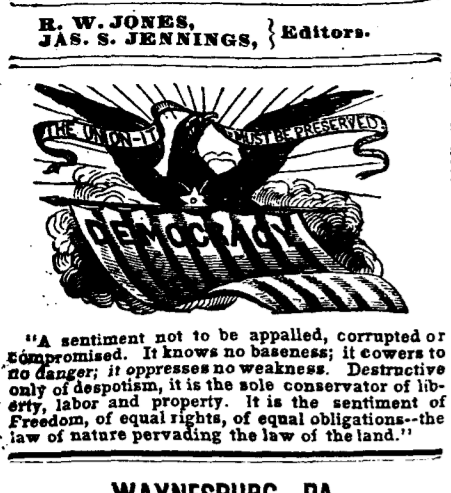 R. W. JONES,
JAS. S. JENNINGS, } Editors.
THE UNION—IT MUST BE PRESERVED
DEMOCRACY
"A sentiment not to be appalled, corrupted or
compromised. It knows no baseness; it cowers to
no danger; it oppresses no weakness. Destructive
only of despotism, it is the sole conservator of lib-
erty, labor and property. It is the sentiment of
Freedom, of equal rights, of equal obligations--the
law of nature pervading the law of the land."
WAYNESBURG, PA.